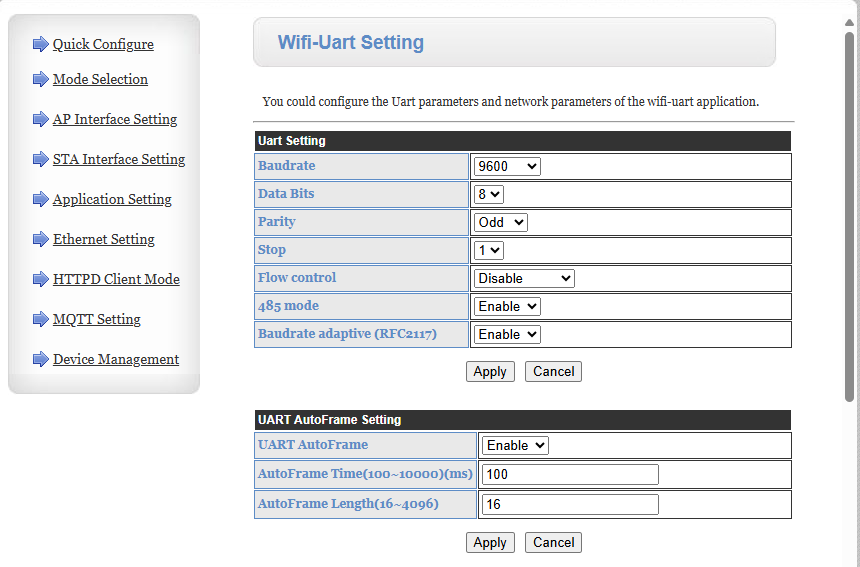 Quick Configure
Mode Selection
AP Interface Setting
STA Interface Setting
Application Setting
Ethernet Setting
HTTPD Client Mode
MQTT Setting
Device Management
Wifi-Uart Setting
You could configure the Uart parameters and network parameters of the wifi-uart application.
Uart Setting
Baudrate 9600
Data Bits 8
Parity Odd
Stop 1
Flow control Disable
485 mode Enable
Baudrate adaptive (RFC2117) Enable
Apply Cancel
UART AutoFrame Setting
UART AutoFrame Enable
AutoFrame Time(100~10000)(ms) 100
AutoFrame Length(16~4096) 16
Apply Cancel